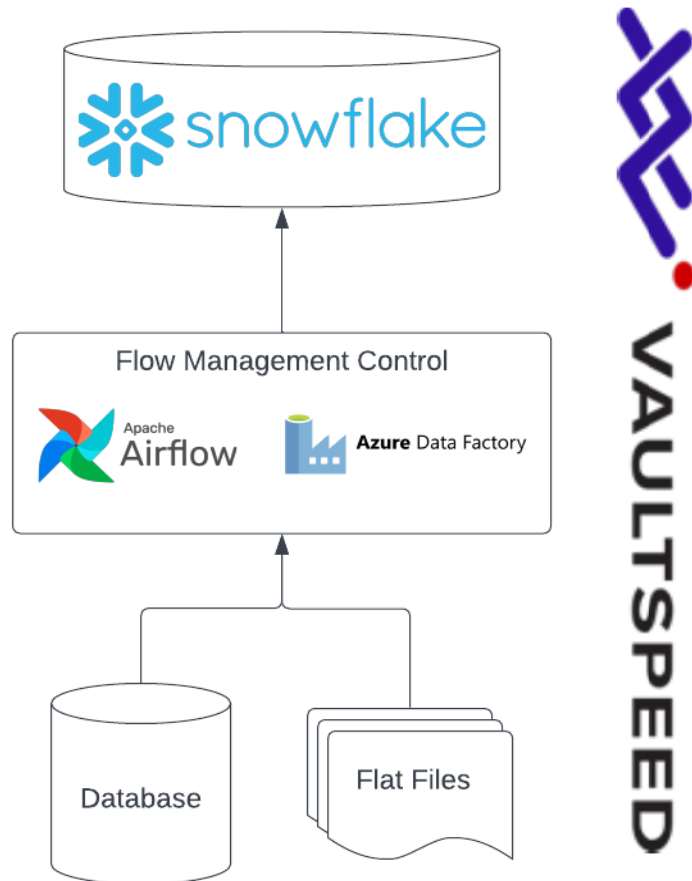 snowflake
Flow Management Control
Apache
Airflow
Azure Data Factory
Database
Flat Files
VAULTSPEED